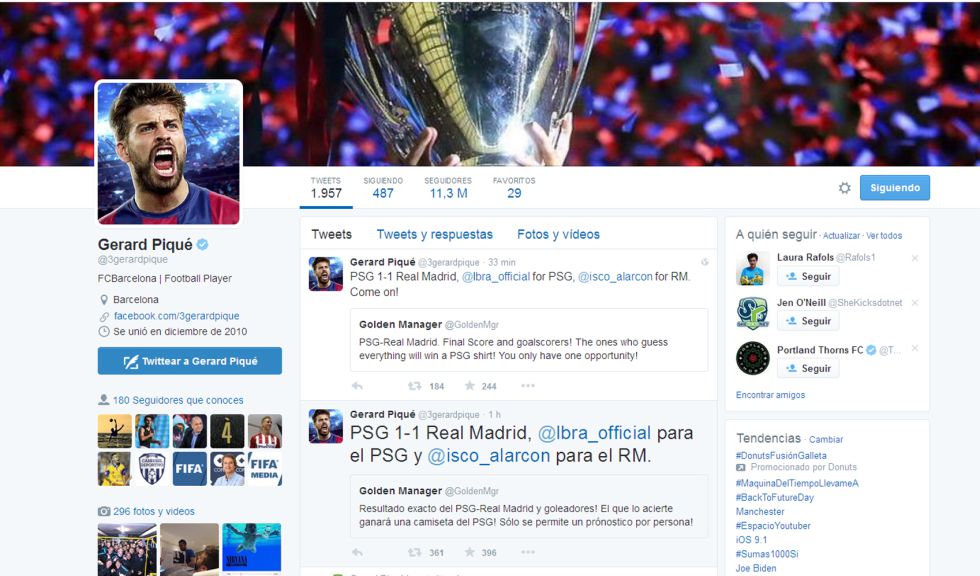 TWEETS
1.957
SIGUIENDO
487
SEGUIDORES
11,3 M
FAVORITOS
29
Siguiendo
Gerard Piqué
@3gerardpique
FCBarcelona | Football Player
Barcelona
facebook.com/3gerardpique
Se unió en diciembre de 2010
Twittear a Gerard Piqué
180 Seguidores que conoces
FIFA
FIFA
MEDIA
296 fotos y videos
NIRVANA
Tweets
Tweets y respuestas
Fotos y vídeos
Gerard Piqué @3gerardpique · 33 min
PSG 1-1 Real Madrid, @Ibra_official for PSG, @isco_alarcon for RM.
Come on!
Golden Manager @GoldenMgr
PSG-Real Madrid. Final Score and goalscorers! The ones who guess
everything will win a PSG shirt! You only have one opportunity!
184
244
Gerard Piqué @3gerardpique · 1 h
PSG 1-1 Real Madrid, @Ibra_official para
el PSG y @isco_alarcon para el RM.
Golden Manager @GoldenMgr
Resultado exacto del PSG-Real Madrid y goleadores! El que lo acierte
ganará una camiseta del PSG! Sólo se permite un prónostico por persona!
361
396
A quién seguir · Actualizar · Ver todos
Laura Rafols @Rafols1
Seguir
Jen O'Neill @SheKicksdotnet
Seguir
Portland Thorns FC @T...
Seguir
Encontrar amigos
Tendencias · Cambiar
#DonutsFusiónGalleta
Promocionado por Donuts
#MaquinaDelTiempoLlevameA
#BackToFutureDay
Manchester
#EspacioYoutuber
iOS 9.1
#Sumas1000Si
Joe Biden